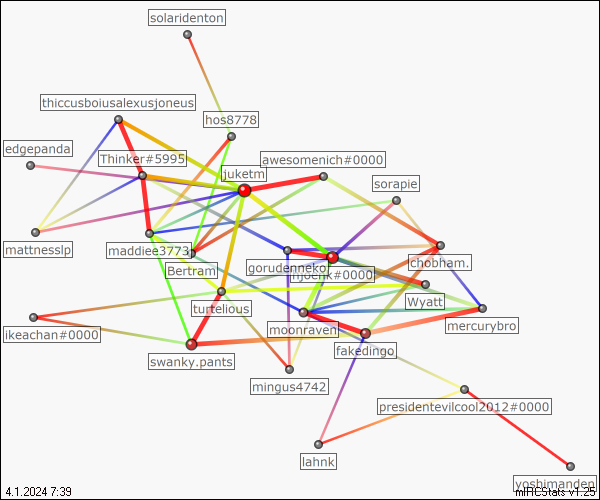 solaridenton
thiccusboiusalexusjoneus
hos8778
edgepanda
Thinker#5995
awesomenich#0000
juketm
sorapie
mattnesslp
maddiee3773
chobham.
Bertram
gorudenneko
njoerik#0000
Wyatt
turtelious
moonraven
mercurybro
ikeachan#0000
swanky.pants
fakedingo
mingus4742
presidentevilcool2012#0000
lahnk
yoshimanden
4.1.2024 7:39
mIRCStats v1.25